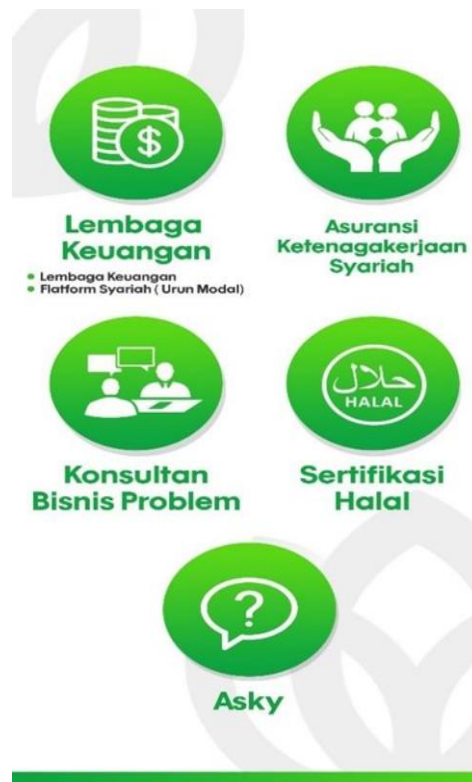 $
Lembaga
Keuangan
• Lembaga Keuangan
• Flatform Syariah ( Urun Modal)
Asuransi
Ketenagakerjaan
Syariah
Konsultan
Bisnis Problem
حلال
HALAL
Sertifikasi
Halal
?
Asky